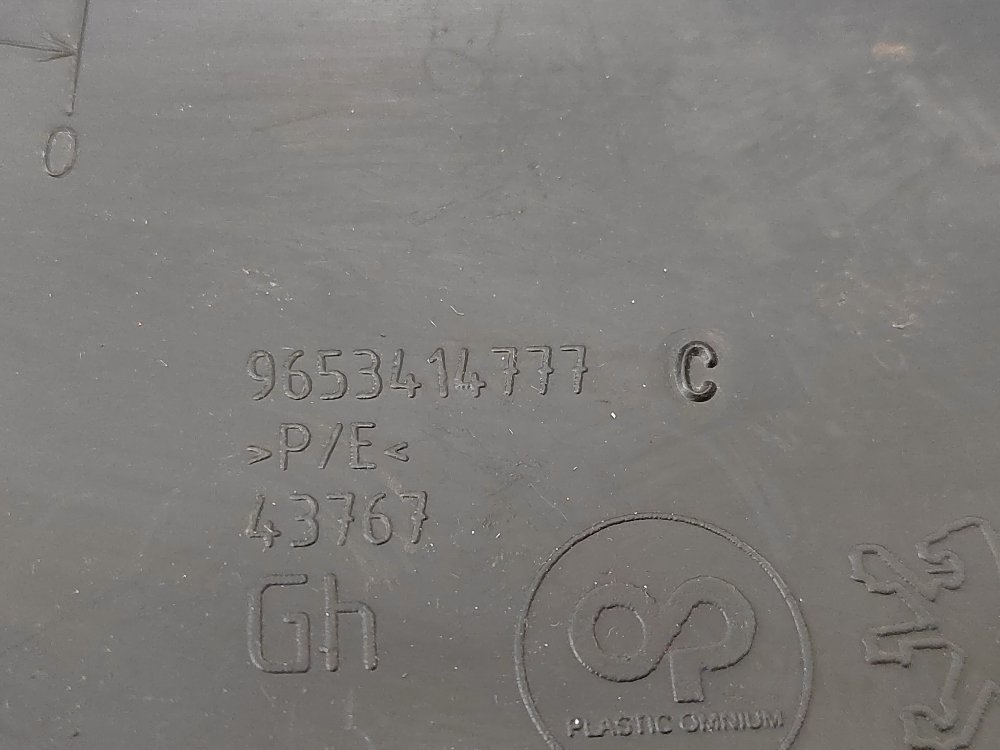 0
9653414777 C
>P/E<
43767
Gh
PLASTIC OMNIUM